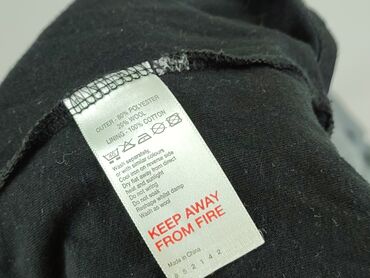 OUTER - 80% POLYESTER
20% WOOL
LINING - 100% COTTON
Wash separately
or with similar colours
Cool iron on reverse side
Dry flat away from direct
heat and sunlight
Do not wring
Do not soak
Reshape whilst damp
Wash as wool
KEEP AWAY
FROM FIRE
Made in China
952142